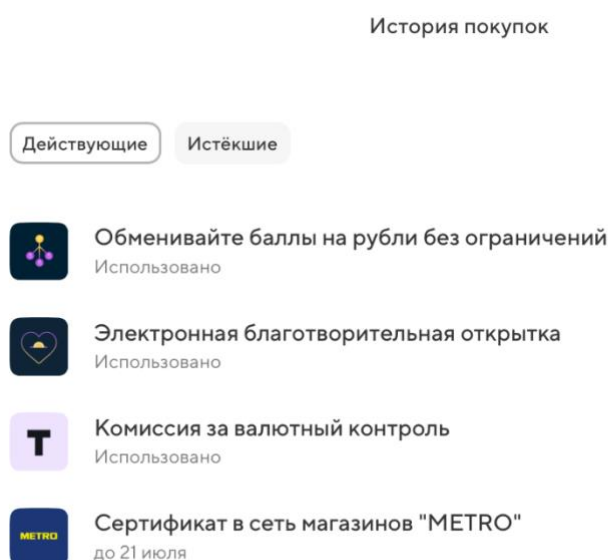 История покупок
Действующие
Истёкшие
Обменивайте баллы на рубли без ограничений
Использовано
Электронная благотворительная открытка
Использовано
Т
Комиссия за валютный контроль
Использовано
METRO
Сертификат в сеть магазинов "METRO"
до 21 июля